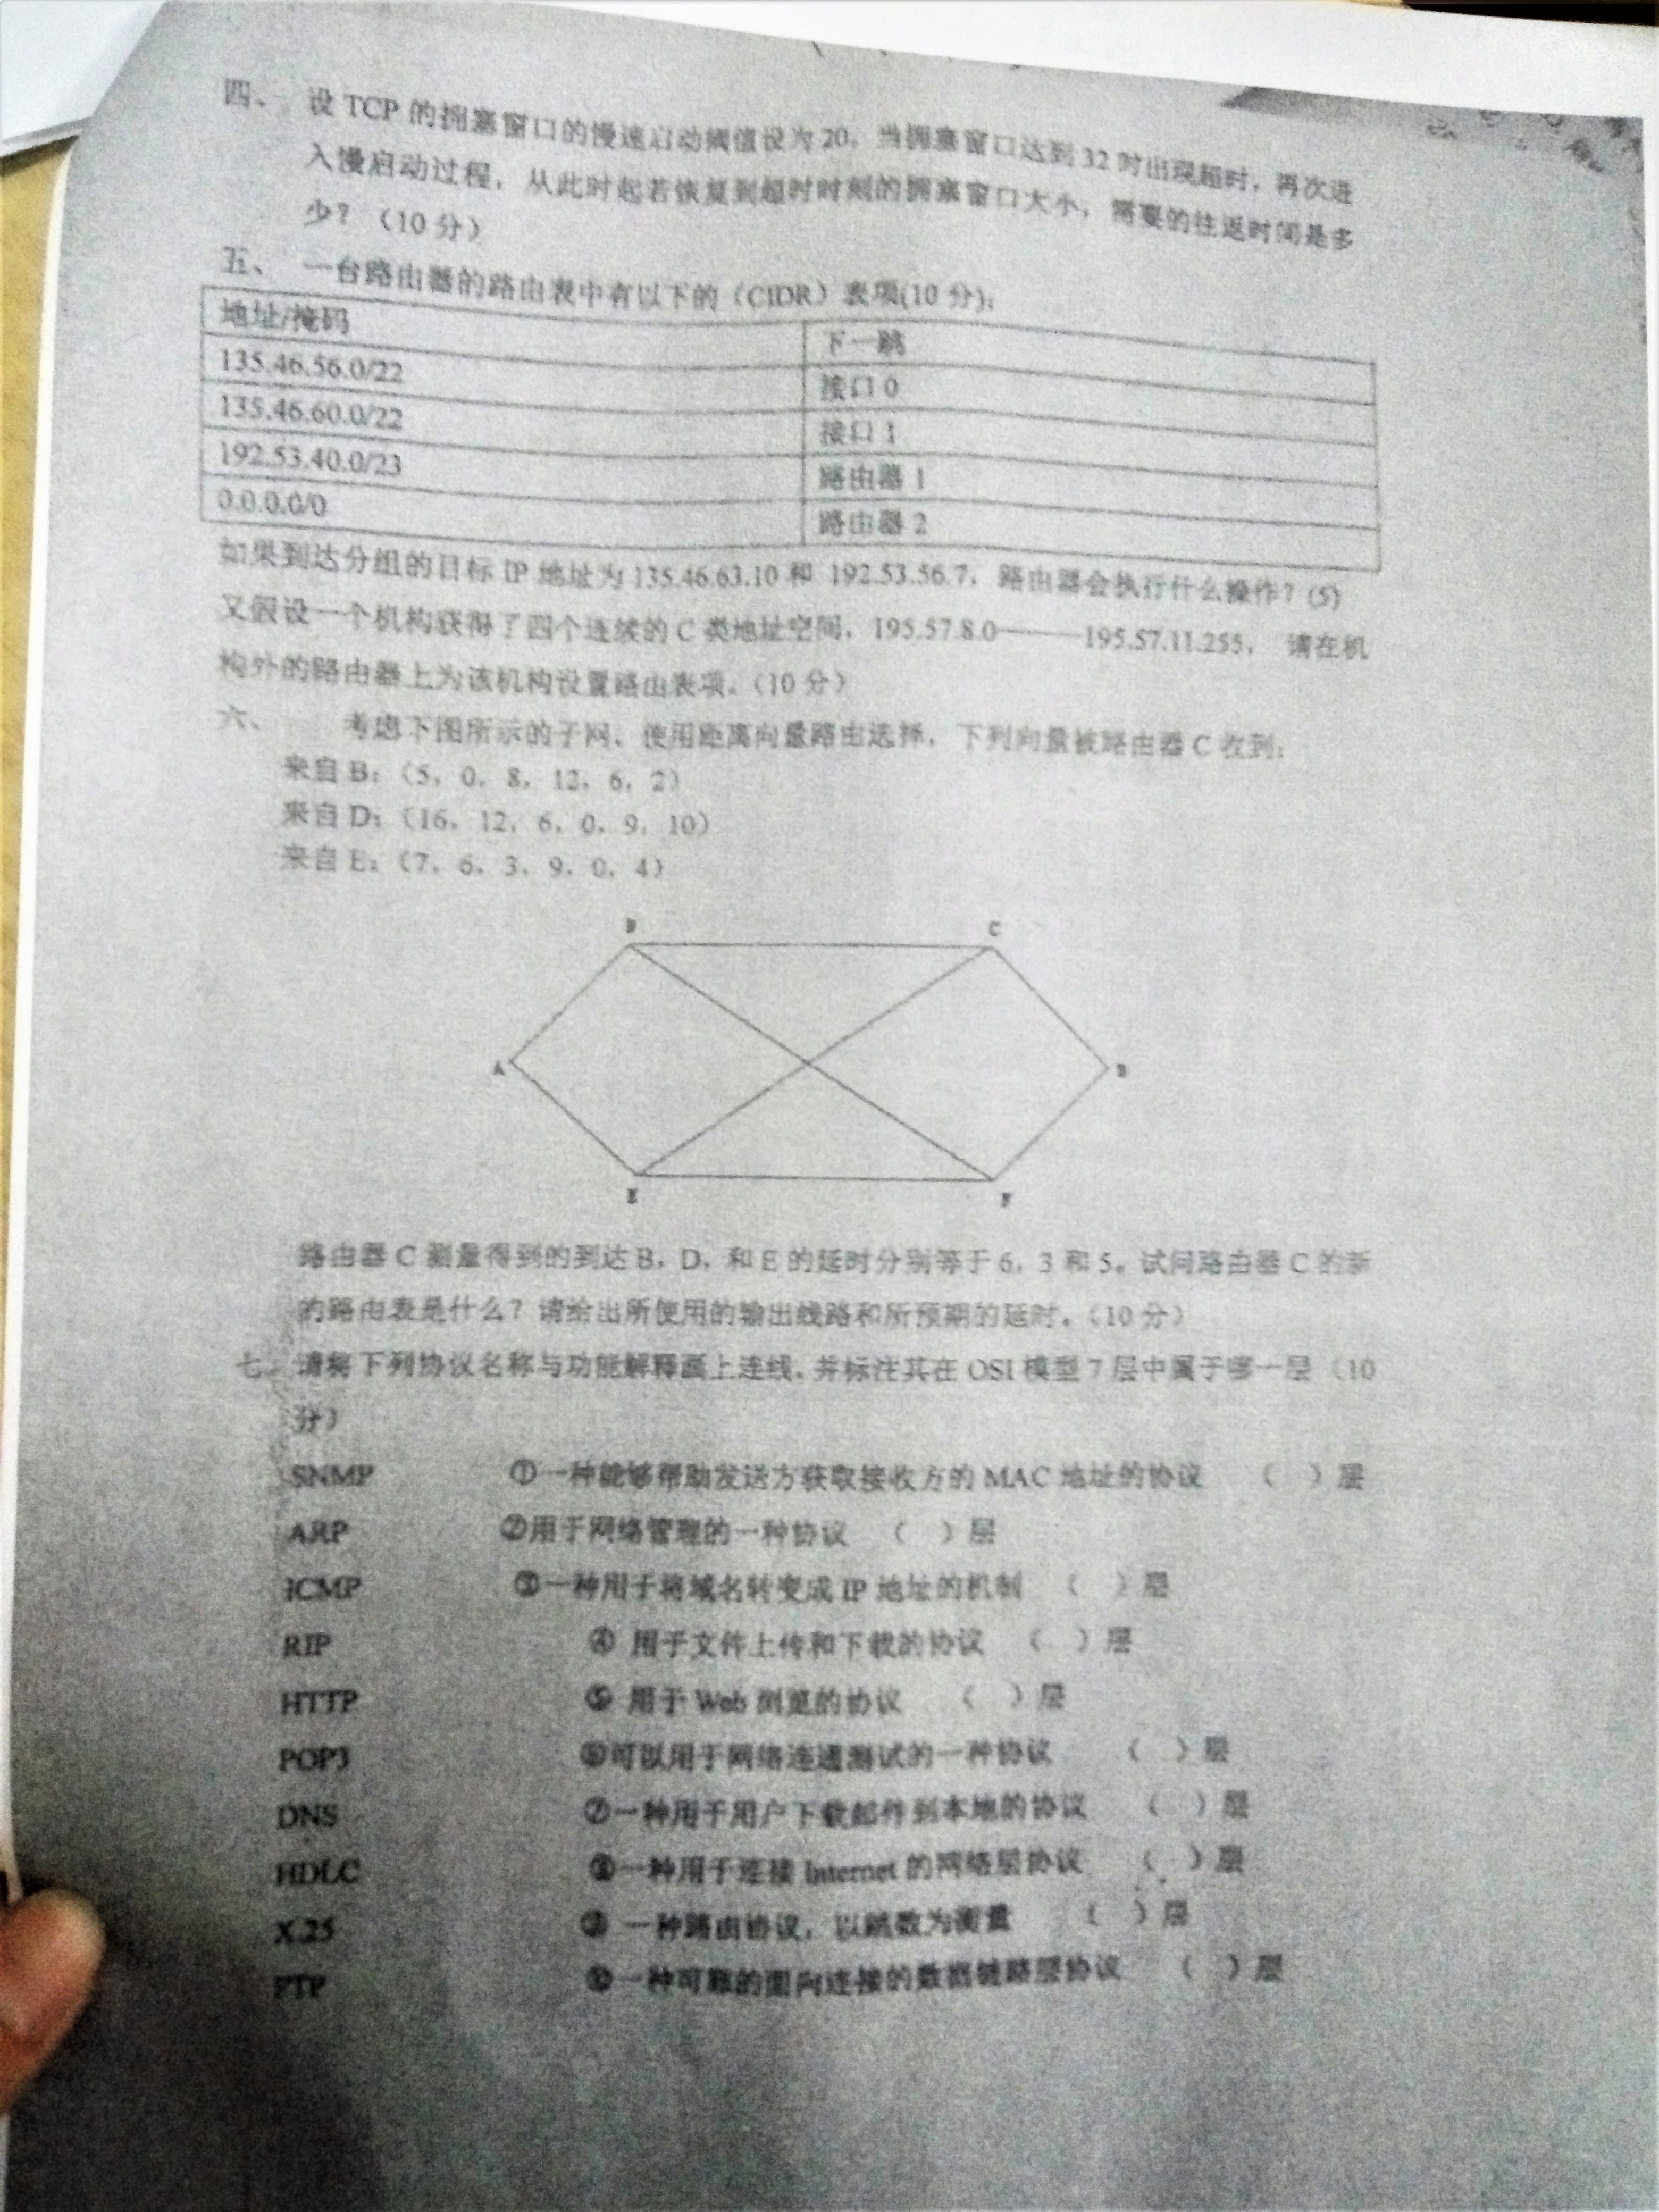 四、 设 TCP 的拥塞窗口的慢速启动阈值设为 20，当拥塞窗口达到 32 时出现超时，再次进
入慢启动过程，从此时起若恢复到超时时刻的拥塞窗口大小，需要的往返时间是多
少？（10 分）
五、 一台路由器的路由表中有以下的（CIDR）表项(10 分)：
地址/掩码 下一跳
135.46.56.0/22 接口 0
135.46.60.0/22 接口 1
192.53.40.0/23 路由器 1
0.0.0.0/0 路由器 2
如果到达分组的目标 IP 地址为 135.46.63.10 和 192.53.56.7，路由器会执行什么操作？(5)
又假设一个机构获得了四个连续的 C 类地址空间，195.57.8.0———195.57.11.255， 请在机
构外的路由器上为该机构设置路由表项。（10 分）
六、 考虑下图所示的子网、使用距离向量路由选择，下列向量被路由器 C 收到：
来自 B：（5，0，8，12，6，2）
来自 D：（16，12，6，0，9，10）
来自 E：（7，6，3，9，0，4）
B C
A D
E F
路由器 C 测量得到的到达 B，D，和 E 的延时分别等于 6，3 和 5。试问路由器 C 的新
的路由表是什么？请给出所使用的输出线路和所预期的延时。（10 分）
七、请将下列协议名称与功能解释画上连线，并标注其在 OSI 模型 7 层中属于哪一层（10
分）
SNMP ①一种能够帮助发送方获取接收方的 MAC 地址的协议 （ ）层
ARP ②用于网络管理的一种协议 （ ）层
ICMP ③一种用于将域名转变成 IP 地址的机制 （ ）层
RIP ④ 用于文件上传和下载的协议 （ ）层
HTTP ⑤ 用于 Web 浏览的协议 （ ）层
POP3 ⑥可以用于网络连通测试的一种协议 （ ）层
DNS ⑦一种用于用户下载邮件到本地的协议 （ ）层
HDLC ⑧一种用于连接 Internet 的网络层协议 （ ）层
X.25 ⑨ 一种路由协议，以跳数为衡量 （ ）层
FTP ⑩一种可靠的面向连接的数据链路层协议 （ ）层